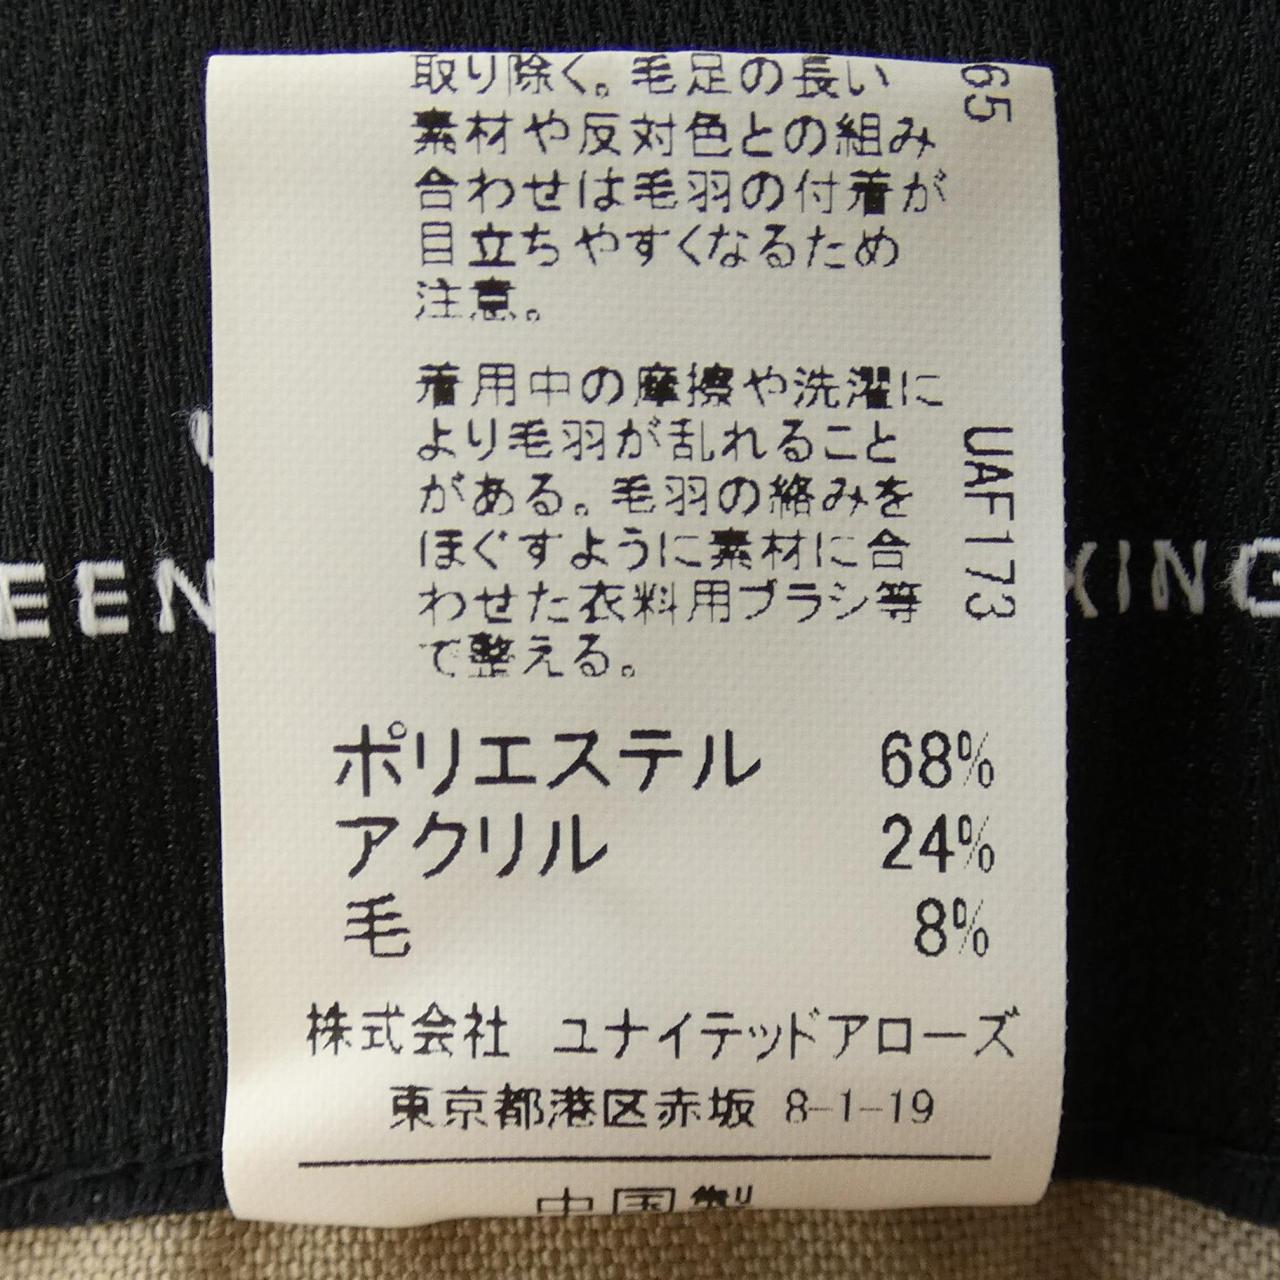 取り除く。毛足の長い
素材や反対色との組み
合わせは毛羽の付着が
目立ちやすくなるため
注意。
着用中の摩擦や洗濯に
より毛羽が乱れること
がある。毛羽の絡みを
ほぐすように素材に合
わせた衣料用ブラシ等
で整える。
65
UAF173
ポリエステル 68%
アクリル 24%
毛 8%
株式会社 ユナイテッドアローズ
東京都港区赤坂 8-1-19
中国製 U
EEN
XING